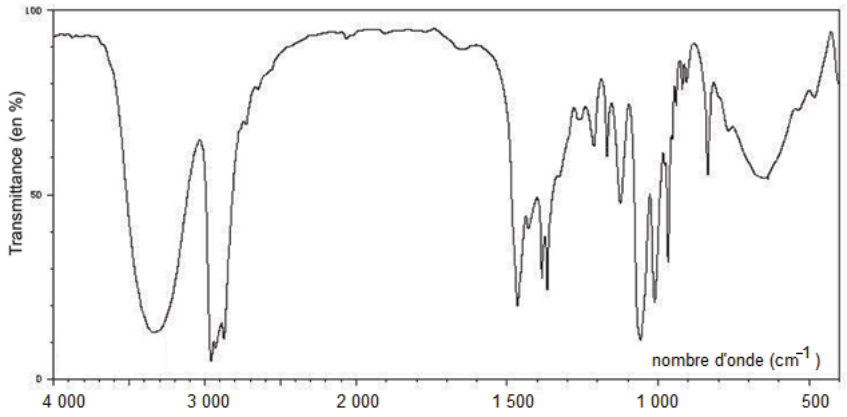 100
Transmittance (en %)
50
0
nombre d'onde (cm⁻¹)
4 000 3 000 2 000 1 500 1 000 500